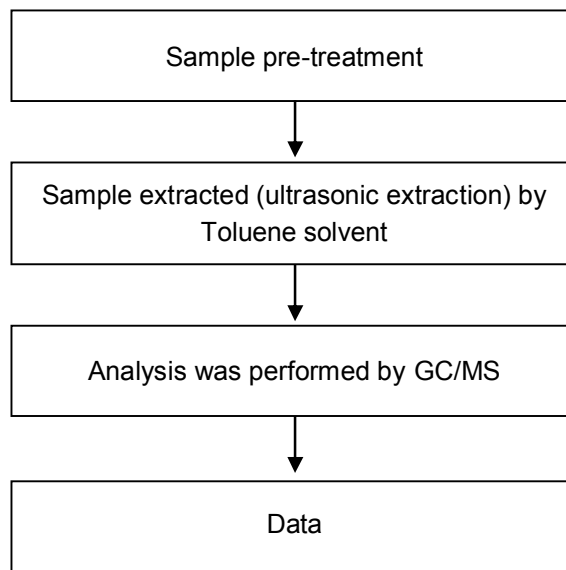 Sample pre-treatment
Sample extracted (ultrasonic extraction) by
Toluene solvent
Analysis was performed by GC/MS
Data